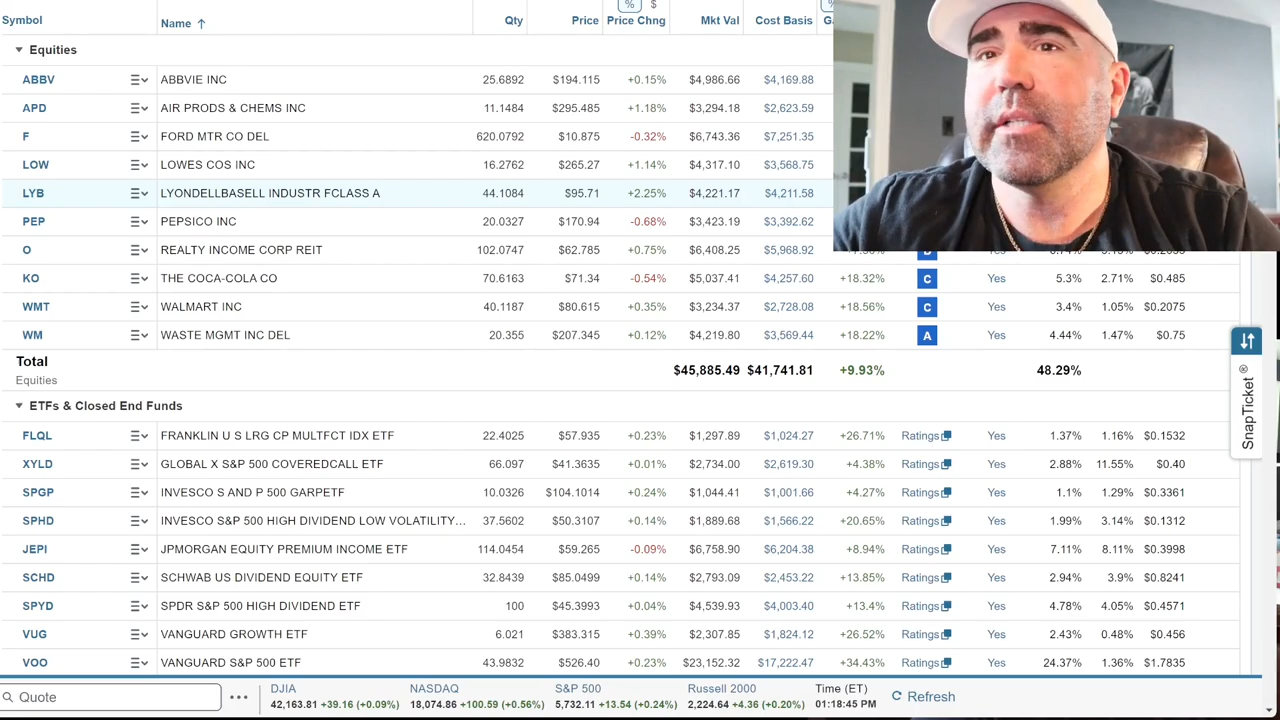 % $
Symbol Name ↑ Qty Price Price Chng Mkt Val Cost Basis
Equities
ABBV ABBVIE INC 25.6892 $194.115 +0.15% $4,986.66 $4,169.88
APD AIR PRODS & CHEMS INC 11.1484 $295.485 +1.18% $3,294.18 $2,623.59
F FORD MTR CO DEL 620.0792 $10.875 -0.32% $6,743.36 $7,251.35
LOW LOWES COS INC 16.2762 $265.27 +1.14% $4,317.10 $3,568.75
LYB LYONDELLBASELL INDUSTR FCLASS A 44.1084 $95.71 +2.25% $4,221.17 $4,211.58
PEP PEPSICO INC 20.0327 $170.94 -0.68% $3,423.19 $3,392.62
O REALTY INCOME CORP REIT 102.0747 $62.785 +0.75% $6,408.25 $5,968.92
KO THE COCA-COLA CO 70.6163 $71.34 -0.54% $5,037.41 $4,257.60 +18.32% C Yes 5.3% 2.71% $0.485
WMT WALMART INC 40.1187 $80.615 +0.35% $3,234.37 $2,728.08 +18.56% C Yes 3.4% 1.05% $0.2075
WM WASTE MGMT INC DEL 20.355 $207.345 +0.12% $4,219.80 $3,569.44 +18.22% A Yes 4.44% 1.47% $0.75
Total
Equities $45,885.49 $41,741.81 +9.93% 48.29%
SnapTicket®
ETFs & Closed End Funds
FLQL FRANKLIN U S LRG CP MULTFCT IDX ETF 22.4025 $57.935 +0.23% $1,297.89 $1,024.27 +26.71% Ratings Yes 1.37% 1.16% $0.1532
XYLD GLOBAL X S&P 500 COVEREDCALL ETF 66.097 $41.3635 +0.01% $2,734.00 $2,619.30 +4.38% Ratings Yes 2.88% 11.55% $0.40
SPGP INVESCO S AND P 500 GARPETF 10.0326 $104.1014 +0.24% $1,044.41 $1,001.66 +4.27% Ratings Yes 1.1% 1.29% $0.3361
SPHD INVESCO S&P 500 HIGH DIVIDEND LOW VOLATILITY... 37.5602 $50.3107 +0.14% $1,889.68 $1,566.22 +20.65% Ratings Yes 1.99% 3.14% $0.1312
JEPI JPMORGAN EQUITY PREMIUM INCOME ETF 114.0454 $59.265 -0.09% $6,758.90 $6,204.38 +8.94% Ratings Yes 7.11% 8.11% $0.3998
SCHD SCHWAB US DIVIDEND EQUITY ETF 32.8439 $85.0499 +0.14% $2,793.09 $2,453.22 +13.85% Ratings Yes 2.94% 3.9% $0.8241
SPYD SPDR S&P 500 HIGH DIVIDEND ETF 100 $45.3993 +0.04% $4,539.93 $4,003.40 +13.4% Ratings Yes 4.78% 4.05% $0.4571
VUG VANGUARD GROWTH ETF 6.021 $383.315 +0.39% $2,307.85 $1,824.12 +26.52% Ratings Yes 2.43% 0.48% $0.456
VOO VANGUARD S&P 500 ETF 43.9832 $526.40 +0.23% $23,152.32 $17,222.47 +34.43% Ratings Yes 24.37% 1.36% $1.7835
Quote ••• DJIA NASDAQ S&P 500 Russell 2000 Time (ET) Refresh
42,163.81 +39.16 (+0.09%) 18,074.86 +100.59 (+0.56%) 5,732.11 +13.54 (+0.24%) 2,224.64 +4.36 (+0.20%) 01:18:45 PM